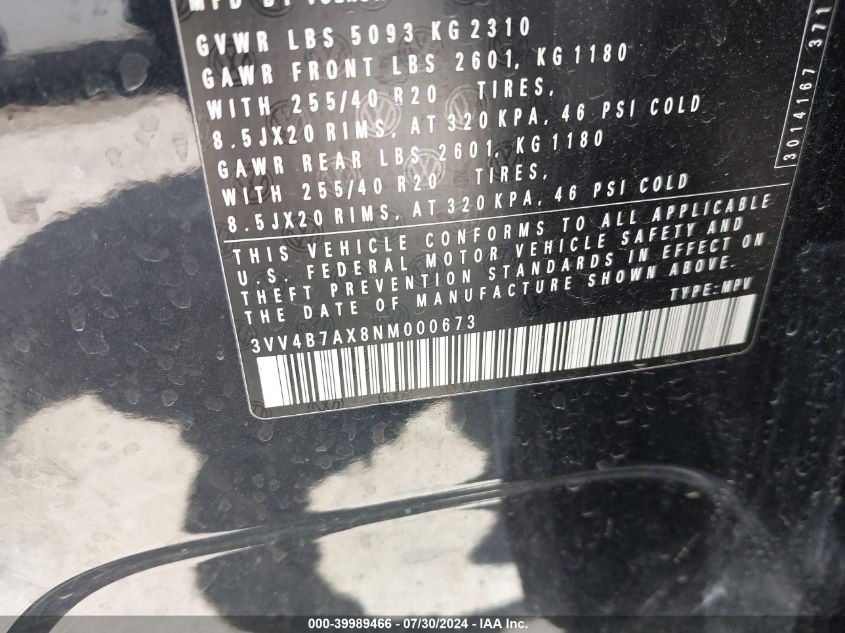 MFD BY
GVWR LBS 5093 KG 2310
GAWR FRONT LBS 2601, KG 1180
WITH 255/40 R20 TIRES,
8.5JX20 RIMS, AT 320 KPA, 46 PSI COLD
GAWR REAR LBS 2601, KG 1180
WITH 255/40 R20 TIRES,
8.5JX20 RIMS, AT 320 KPA, 46 PSI COLD
THIS VEHICLE CONFORMS TO ALL APPLICABLE
U.S. FEDERAL MOTOR VEHICLE SAFETY AND
THEFT PREVENTION STANDARDS IN EFFECT ON
THE DATE OF MANUFACTURE SHOWN ABOVE.
TYPE:MPV
3VV4B7AX8NM000673
3014167 371
000-39989466 - 07/30/2024 - IAA Inc.